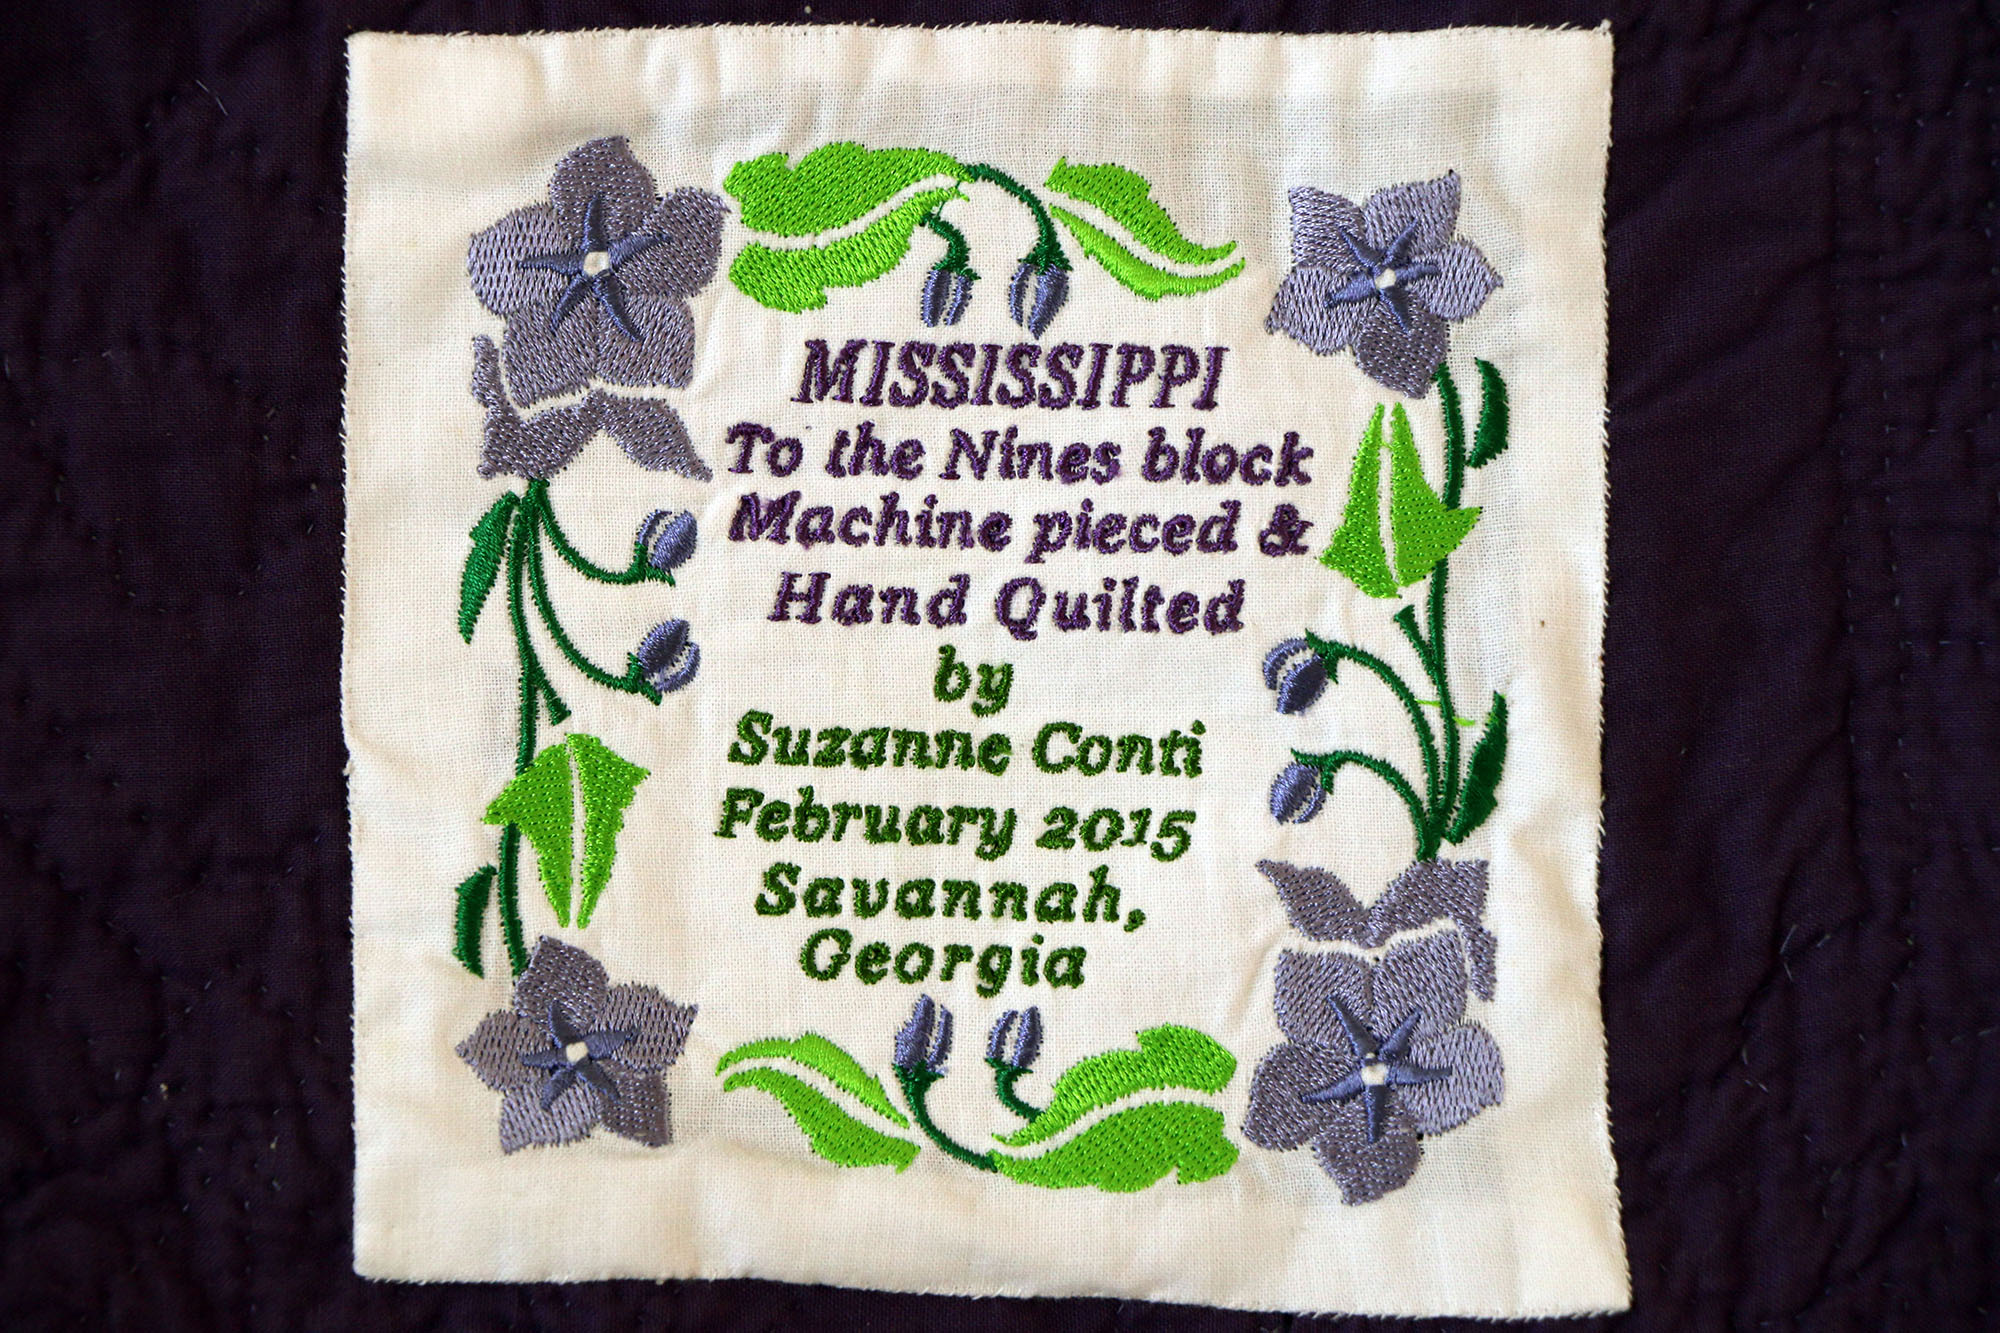 MISSISSIPPI
To the Nines block
Machine pieced &
Hand Quilted
by
Suzanne Conti
February 2015
Savannah,
Georgia